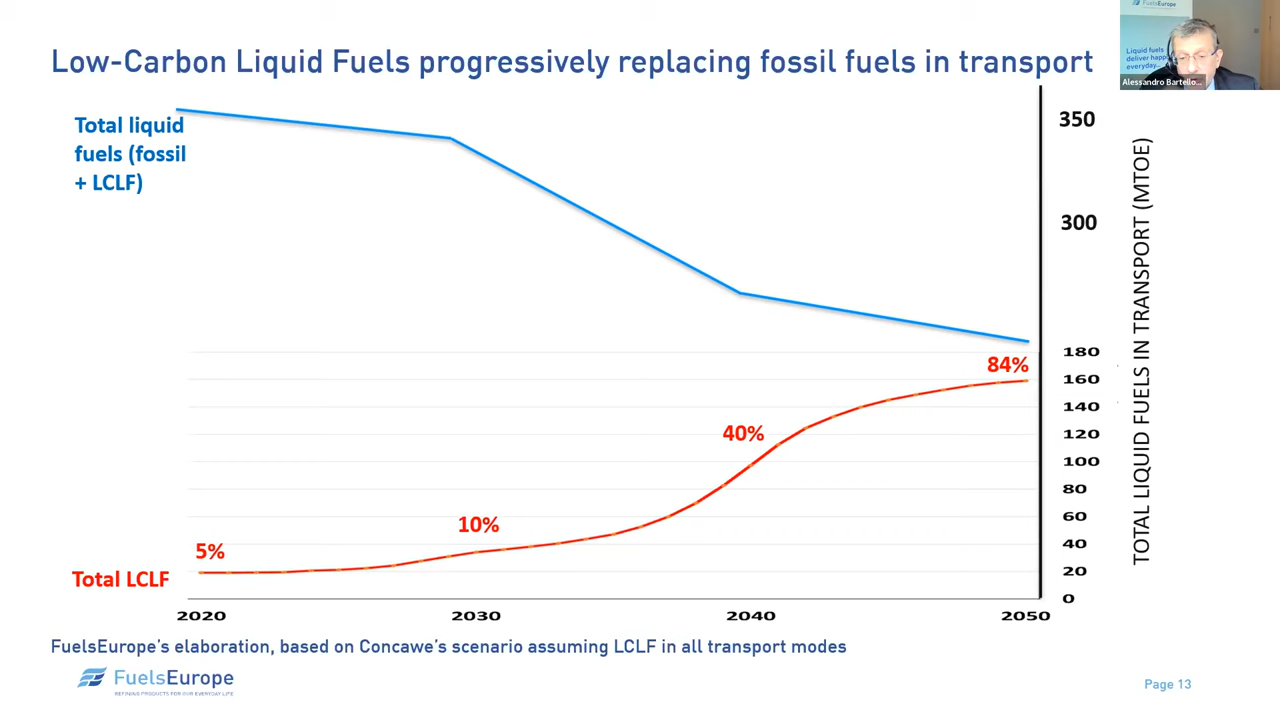 Low-Carbon Liquid Fuels progressively replacing fossil fuels in transport
FuelsEurope
Liquid fuels
deliver happ
everyday...
Alessandro Bartello...
Total liquid
fuels (fossil
+ LCLF)
350
300
TOTAL LIQUID FUELS IN TRANSPORT (MTOE)
180
84%
160
140
40%
120
100
80
10%
60
5%
40
Total LCLF
20
0
2020
2030
2040
2050
FuelsEurope's elaboration, based on Concawe's scenario assuming LCLF in all transport modes
FuelsEurope
REFINING PRODUCTS FOR OUR EVERYDAY LIFE
Page 13